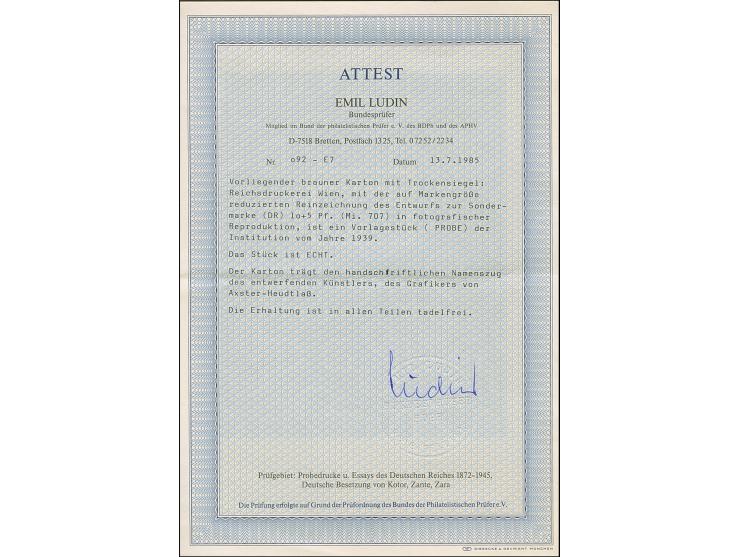 ATTEST
EMIL LUDIN
Bundesprüfer
Mitglied im Bund der philatelistischen Prüfer e. V. des BDPh und des APHV
D-7518 Bretten, Postfach 1325, Tel. 07252/2234
Nr. o92 - E7 Datum 13.7.1985
Vorliegender brauner Karton mit Trockensiegel:
Reichsdruckerei Wien, mit der auf Markengröße
reduzierten Reinzeichnung des Entwurfs zur Sonder-
marke (DR) lo+5 Pf. (Mi. 707) in fotografischer
Reproduktion, ist ein Vorlagestück ( PROBE) der
Institution vom Jahre 1939.
Das Stück ist ECHT.
Der Karton trägt den handschriftlichen Namenszug
des entwerfenden Künstlers, des Grafikers von
Axster-Heudtlaß.
Die Erhaltung ist in allen Teilen tadelfrei.
Ludin
Prüfgebiet: Probedrucke u. Essays des Deutschen Reiches 1872-1945,
Deutsche Besetzung von Kotor, Zante, Zara
Die Prüfung erfolgte auf Grund der Prüfordnung des Bundes der Philatelistischen Prüfer e.V.
GIESECKE & DEVRIENT MÜNCHEN